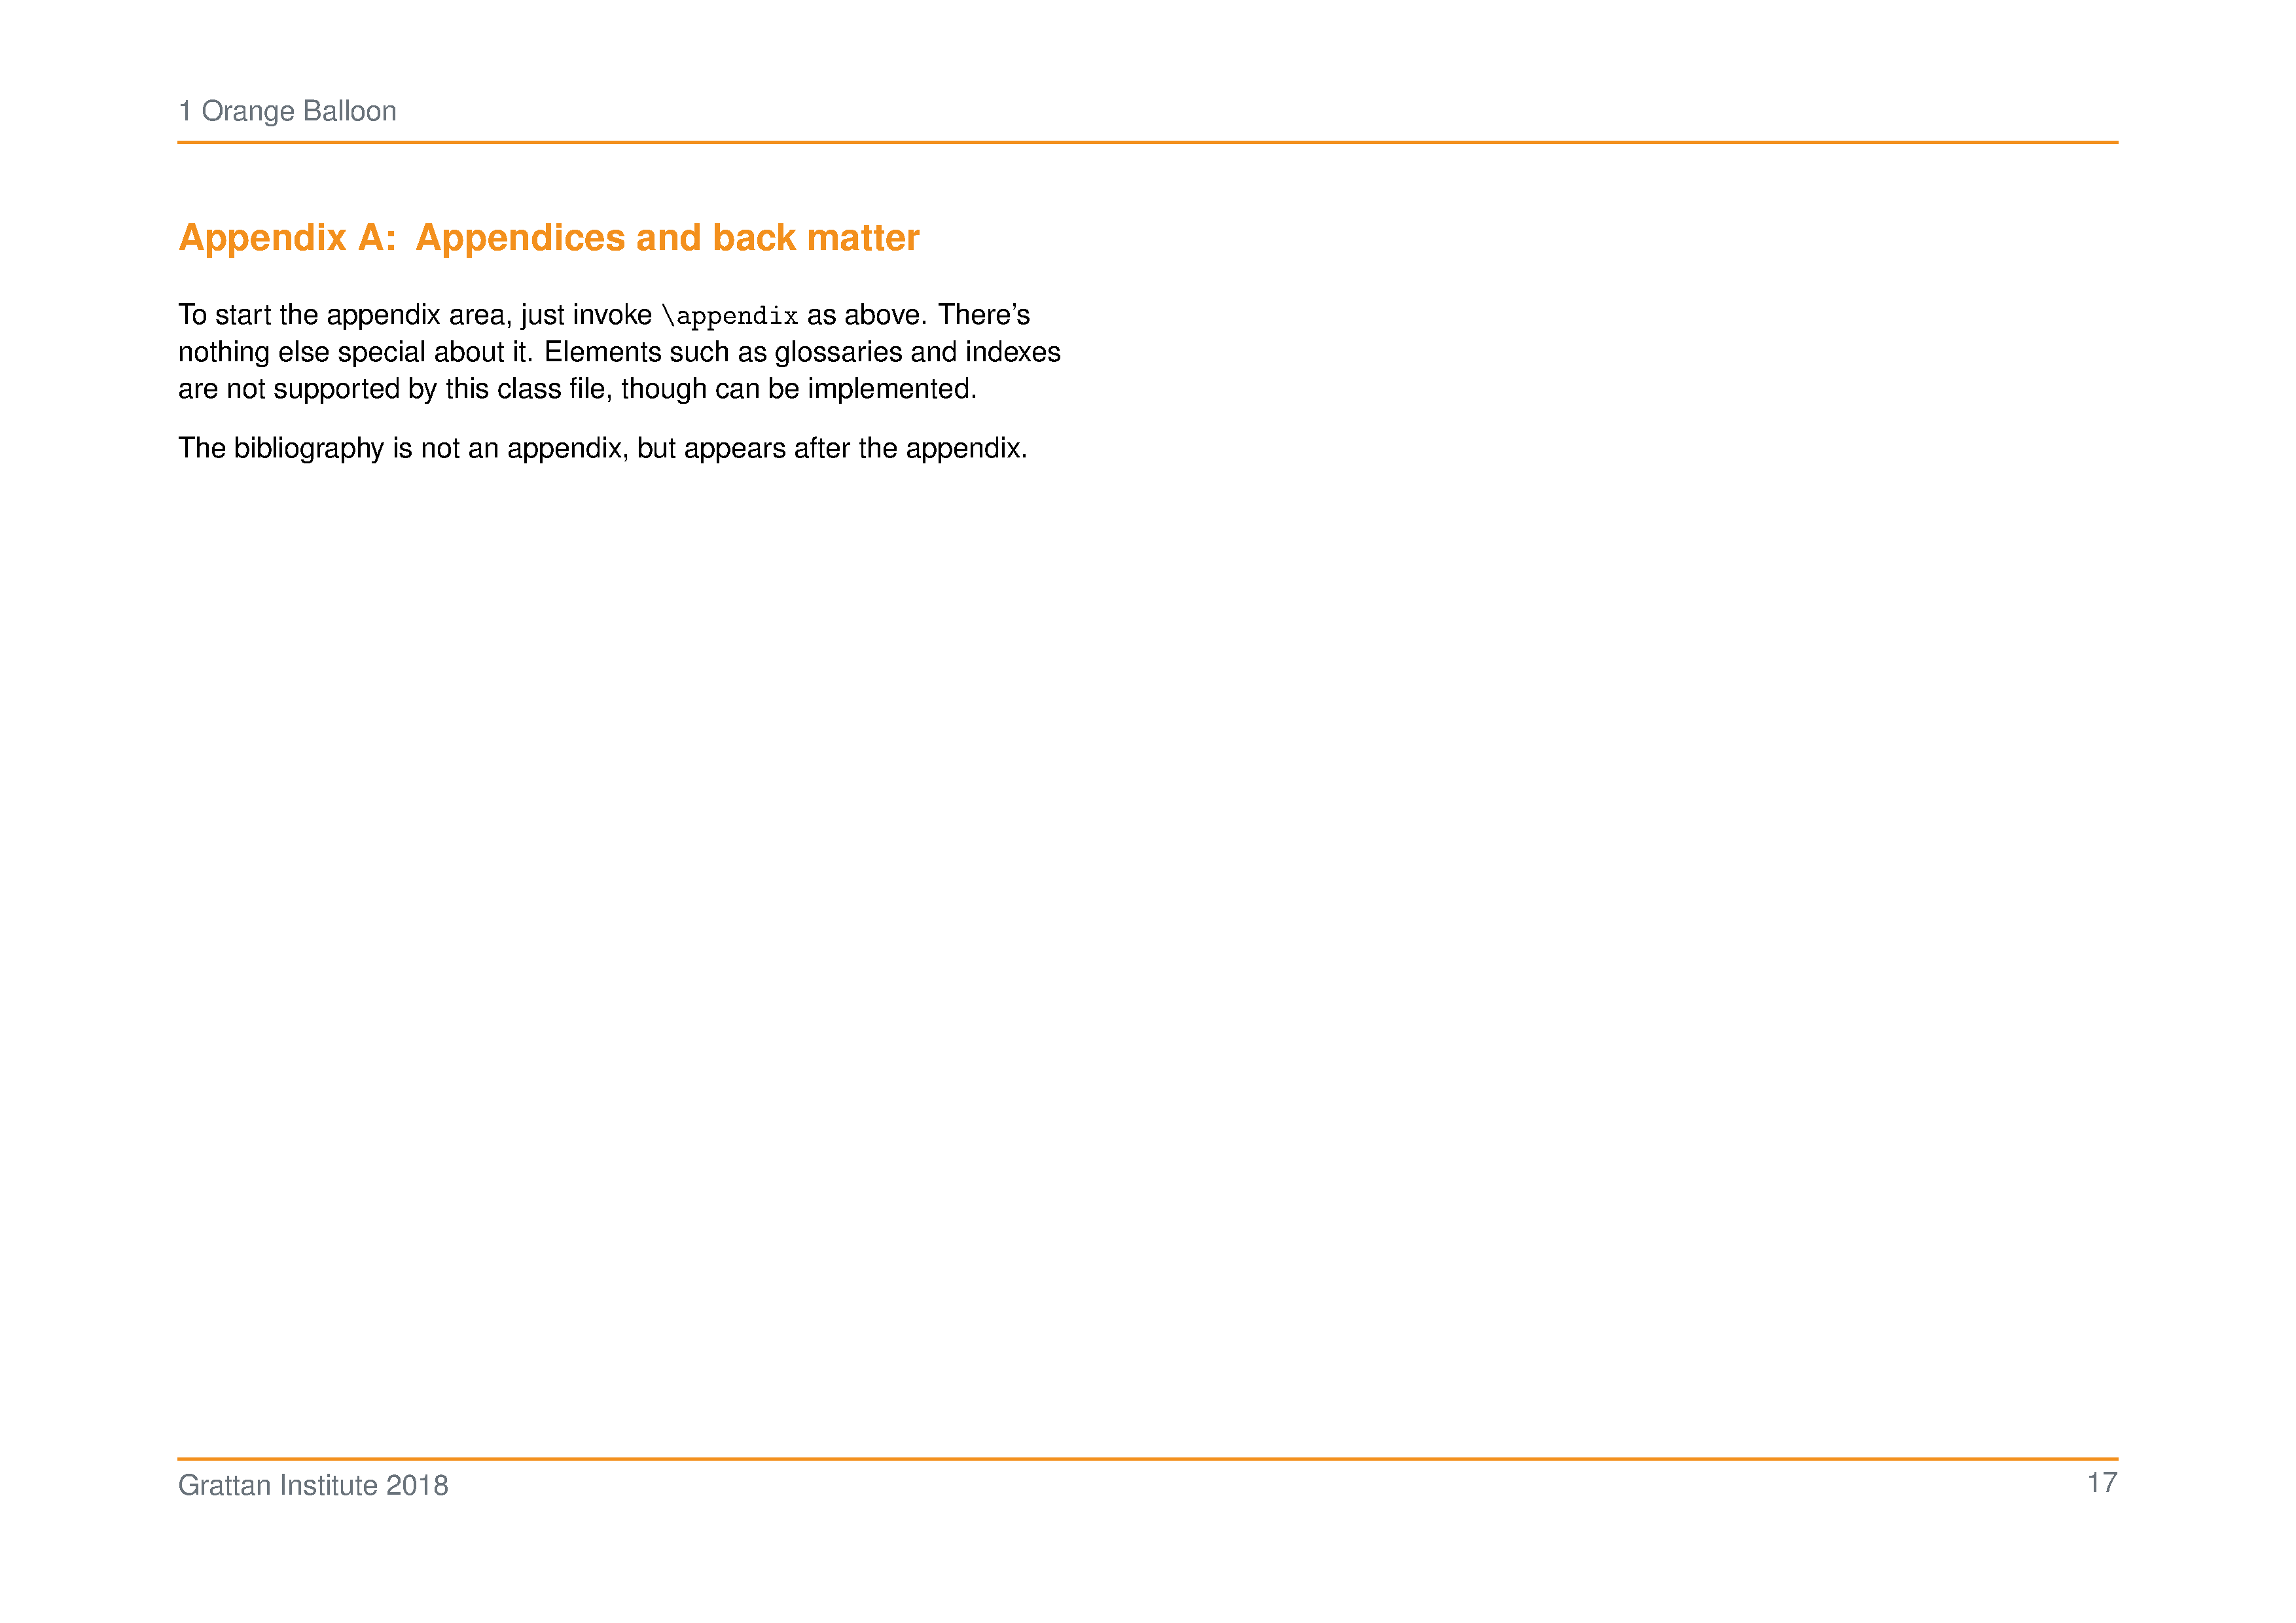 1 Orange Balloon
Appendix A: Appendices and back matter
To start the appendix area, just invoke \appendix as above. There’s
nothing else special about it. Elements such as glossaries and indexes
are not supported by this class file, though can be implemented.
The bibliography is not an appendix, but appears after the appendix.
Grattan Institute 2018
17